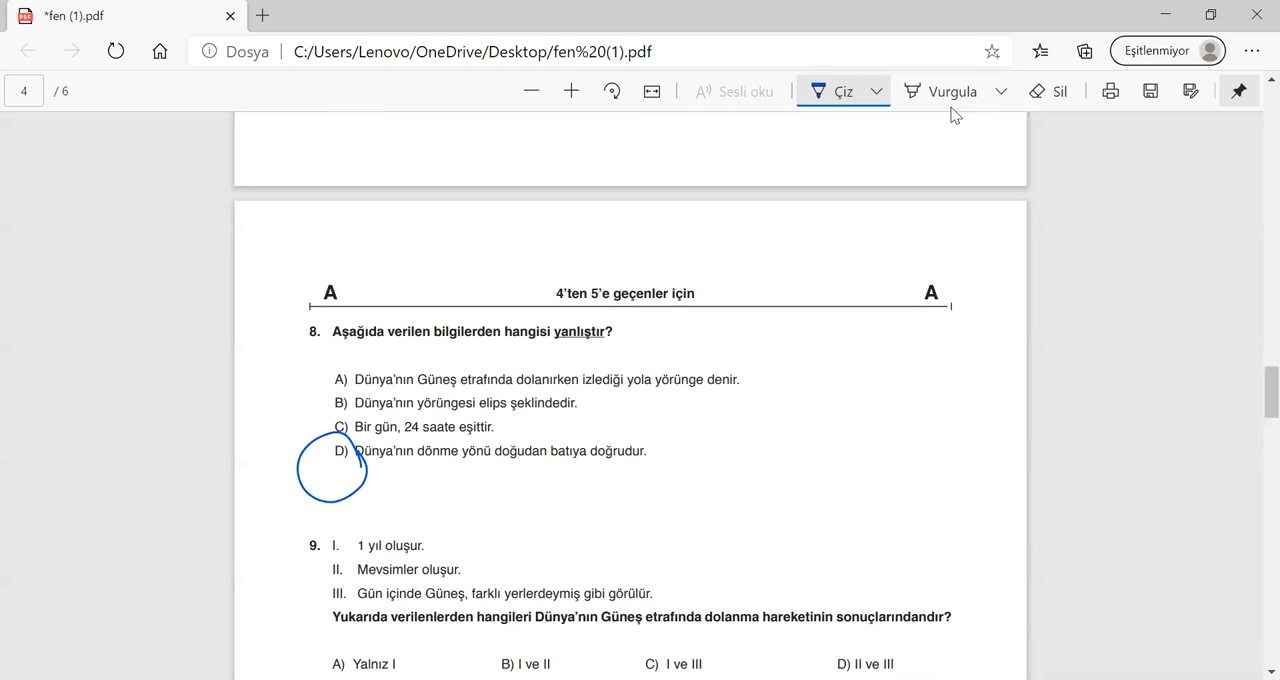 *fen (1).pdf
Dosya C:/Users/Lenovo/OneDrive/Desktop/fen%20(1).pdf
Eşitlenmiyor
4 / 6
Sesli oku
Çiz
Vurgula
Sil
A 4'ten 5'e geçenler için A
8. Aşağıda verilen bilgilerden hangisi yanlıştır?
A) Dünya'nın Güneş etrafında dolanırken izlediği yola yörünge denir.
B) Dünya'nın yörüngesi elips şeklindedir.
C) Bir gün, 24 saate eşittir.
D) Dünya'nın dönme yönü doğudan batıya doğrudur.
9. I. 1 yıl oluşur.
II. Mevsimler oluşur.
III. Gün içinde Güneş, farklı yerlerdeymiş gibi görülür.
Yukarıda verilenlerden hangileri Dünya'nın Güneş etrafında dolanma hareketinin sonuçlarındandır?
A) Yalnız I B) I ve II C) I ve III D) II ve III